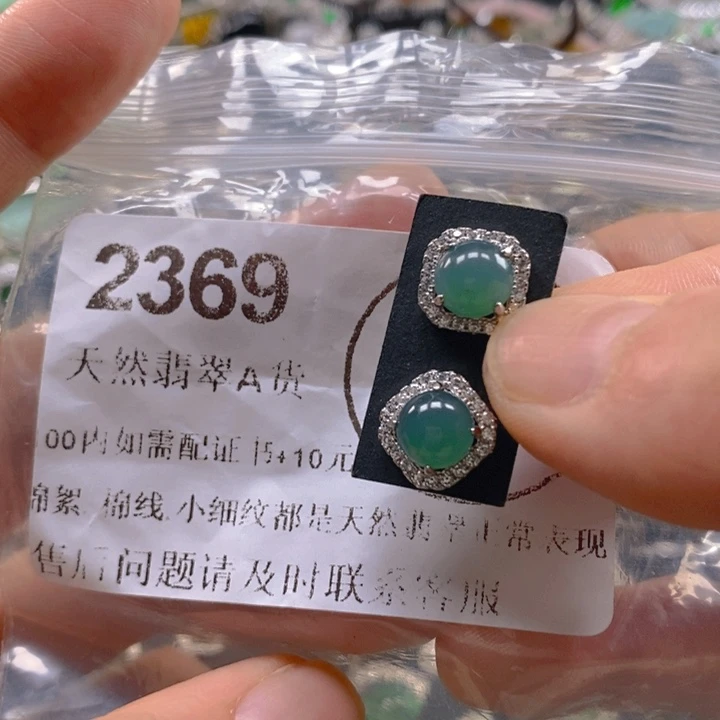 2369
天然翡翠A货
00内如需配证书+10元
棉絮 棉线 小细纹都是天然翡翠正常表现
售后问题请及时联系客服